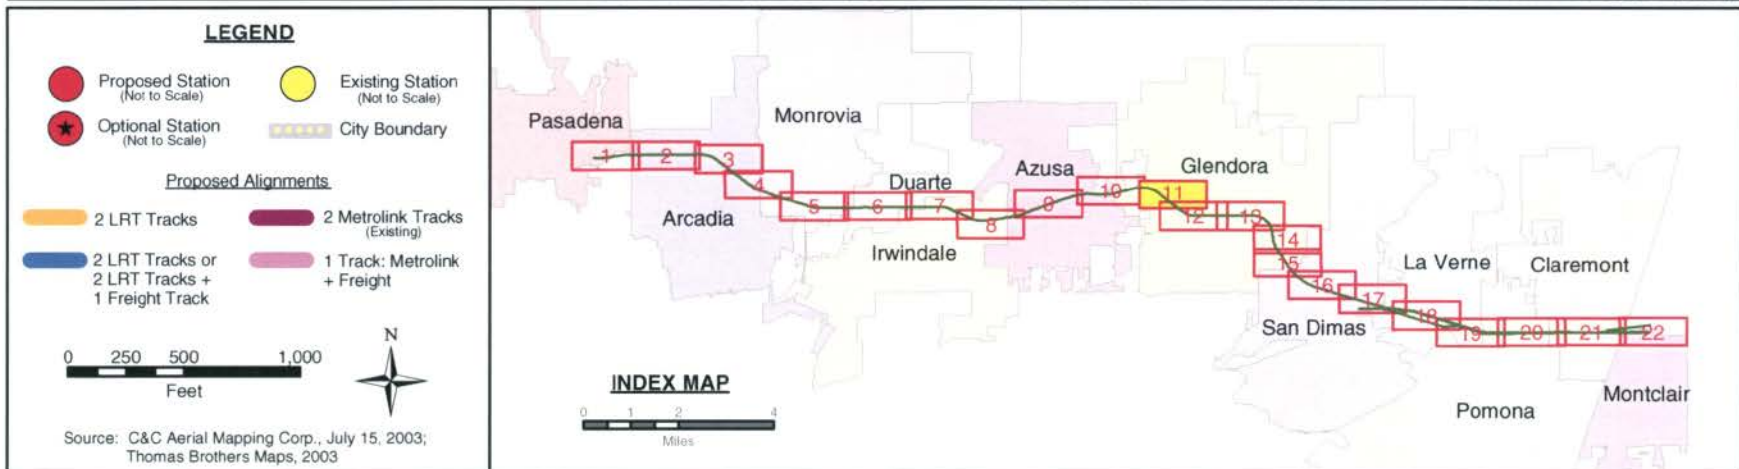 LEGEND
Proposed Station
(Not to Scale)
Existing Station
(Not to Scale)
Optional Station
(Not to Scale)
City Boundary
Proposed Alignments
2 LRT Tracks
2 Metrolink Tracks
(Existing)
2 LRT Tracks or
2 LRT Tracks +
1 Freight Track
1 Track: Metrolink
+ Freight
N
0 250 500 1,000
Feet
Source: C&C Aerial Mapping Corp., July 15, 2003;
Thomas Brothers Maps, 2003
Pasadena
Monrovia
Arcadia
Duarte
Irwindale
Azusa
Glendora
San Dimas
La Verne
Claremont
Pomona
Montclair
1
2
3
4
5
6
7
8
9
10
11
12
13
14
15
16
17
18
19
20
21
22
INDEX MAP
0 1 2 4
Miles